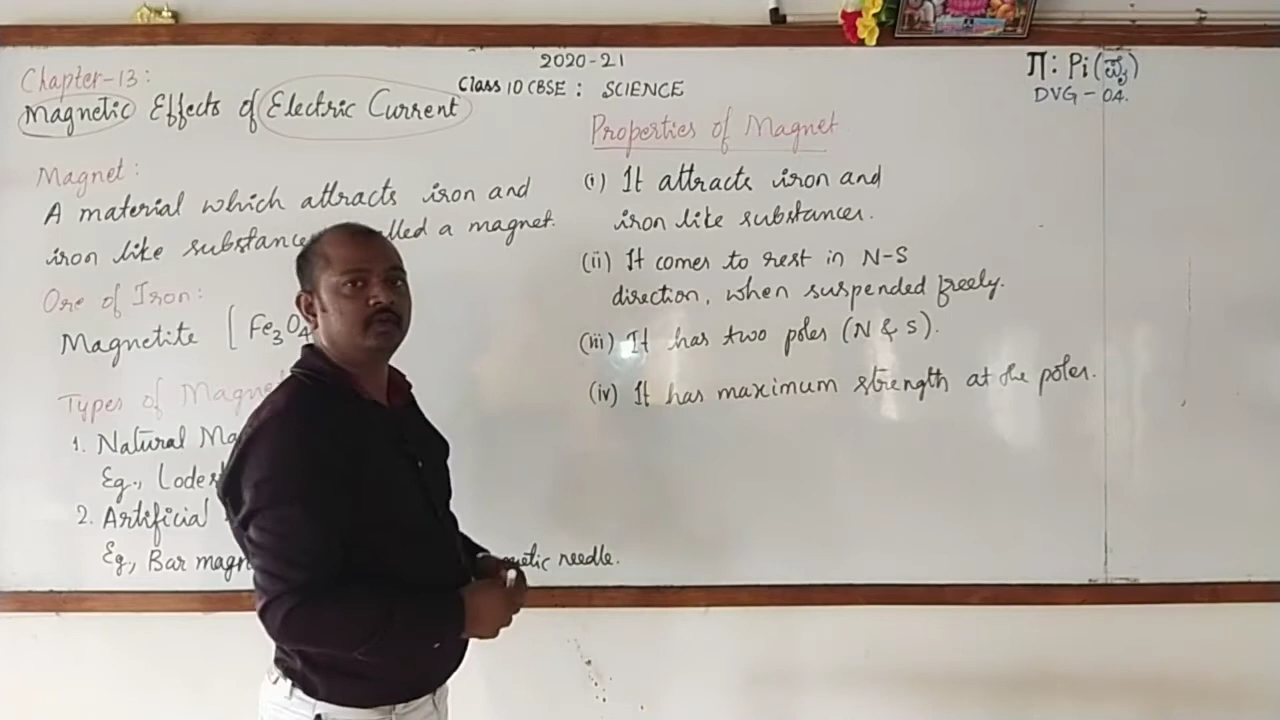 2020-21
Class 10 CBSE : SCIENCE
Π : Pi (ಪೈ)
DVG - 04.
Chapter-13:
Magnetic Effects of Electric Current
Magnet:
A material which attracts iron and
iron like substance lled a magnet.
Ore of Iron:
Magnetite [Fe3O4
Types of Magne
1. Natural Ma
Eg., Lodes
2. Artificial
Eg., Bar magn netic needle.
Properties of Magnet
(i) It attracts iron and
iron like substances.
(ii) It comes to rest in N-S
direction, when suspended freely.
(iii) It has two poles (N & S).
(iv) It has maximum strength at the poles.